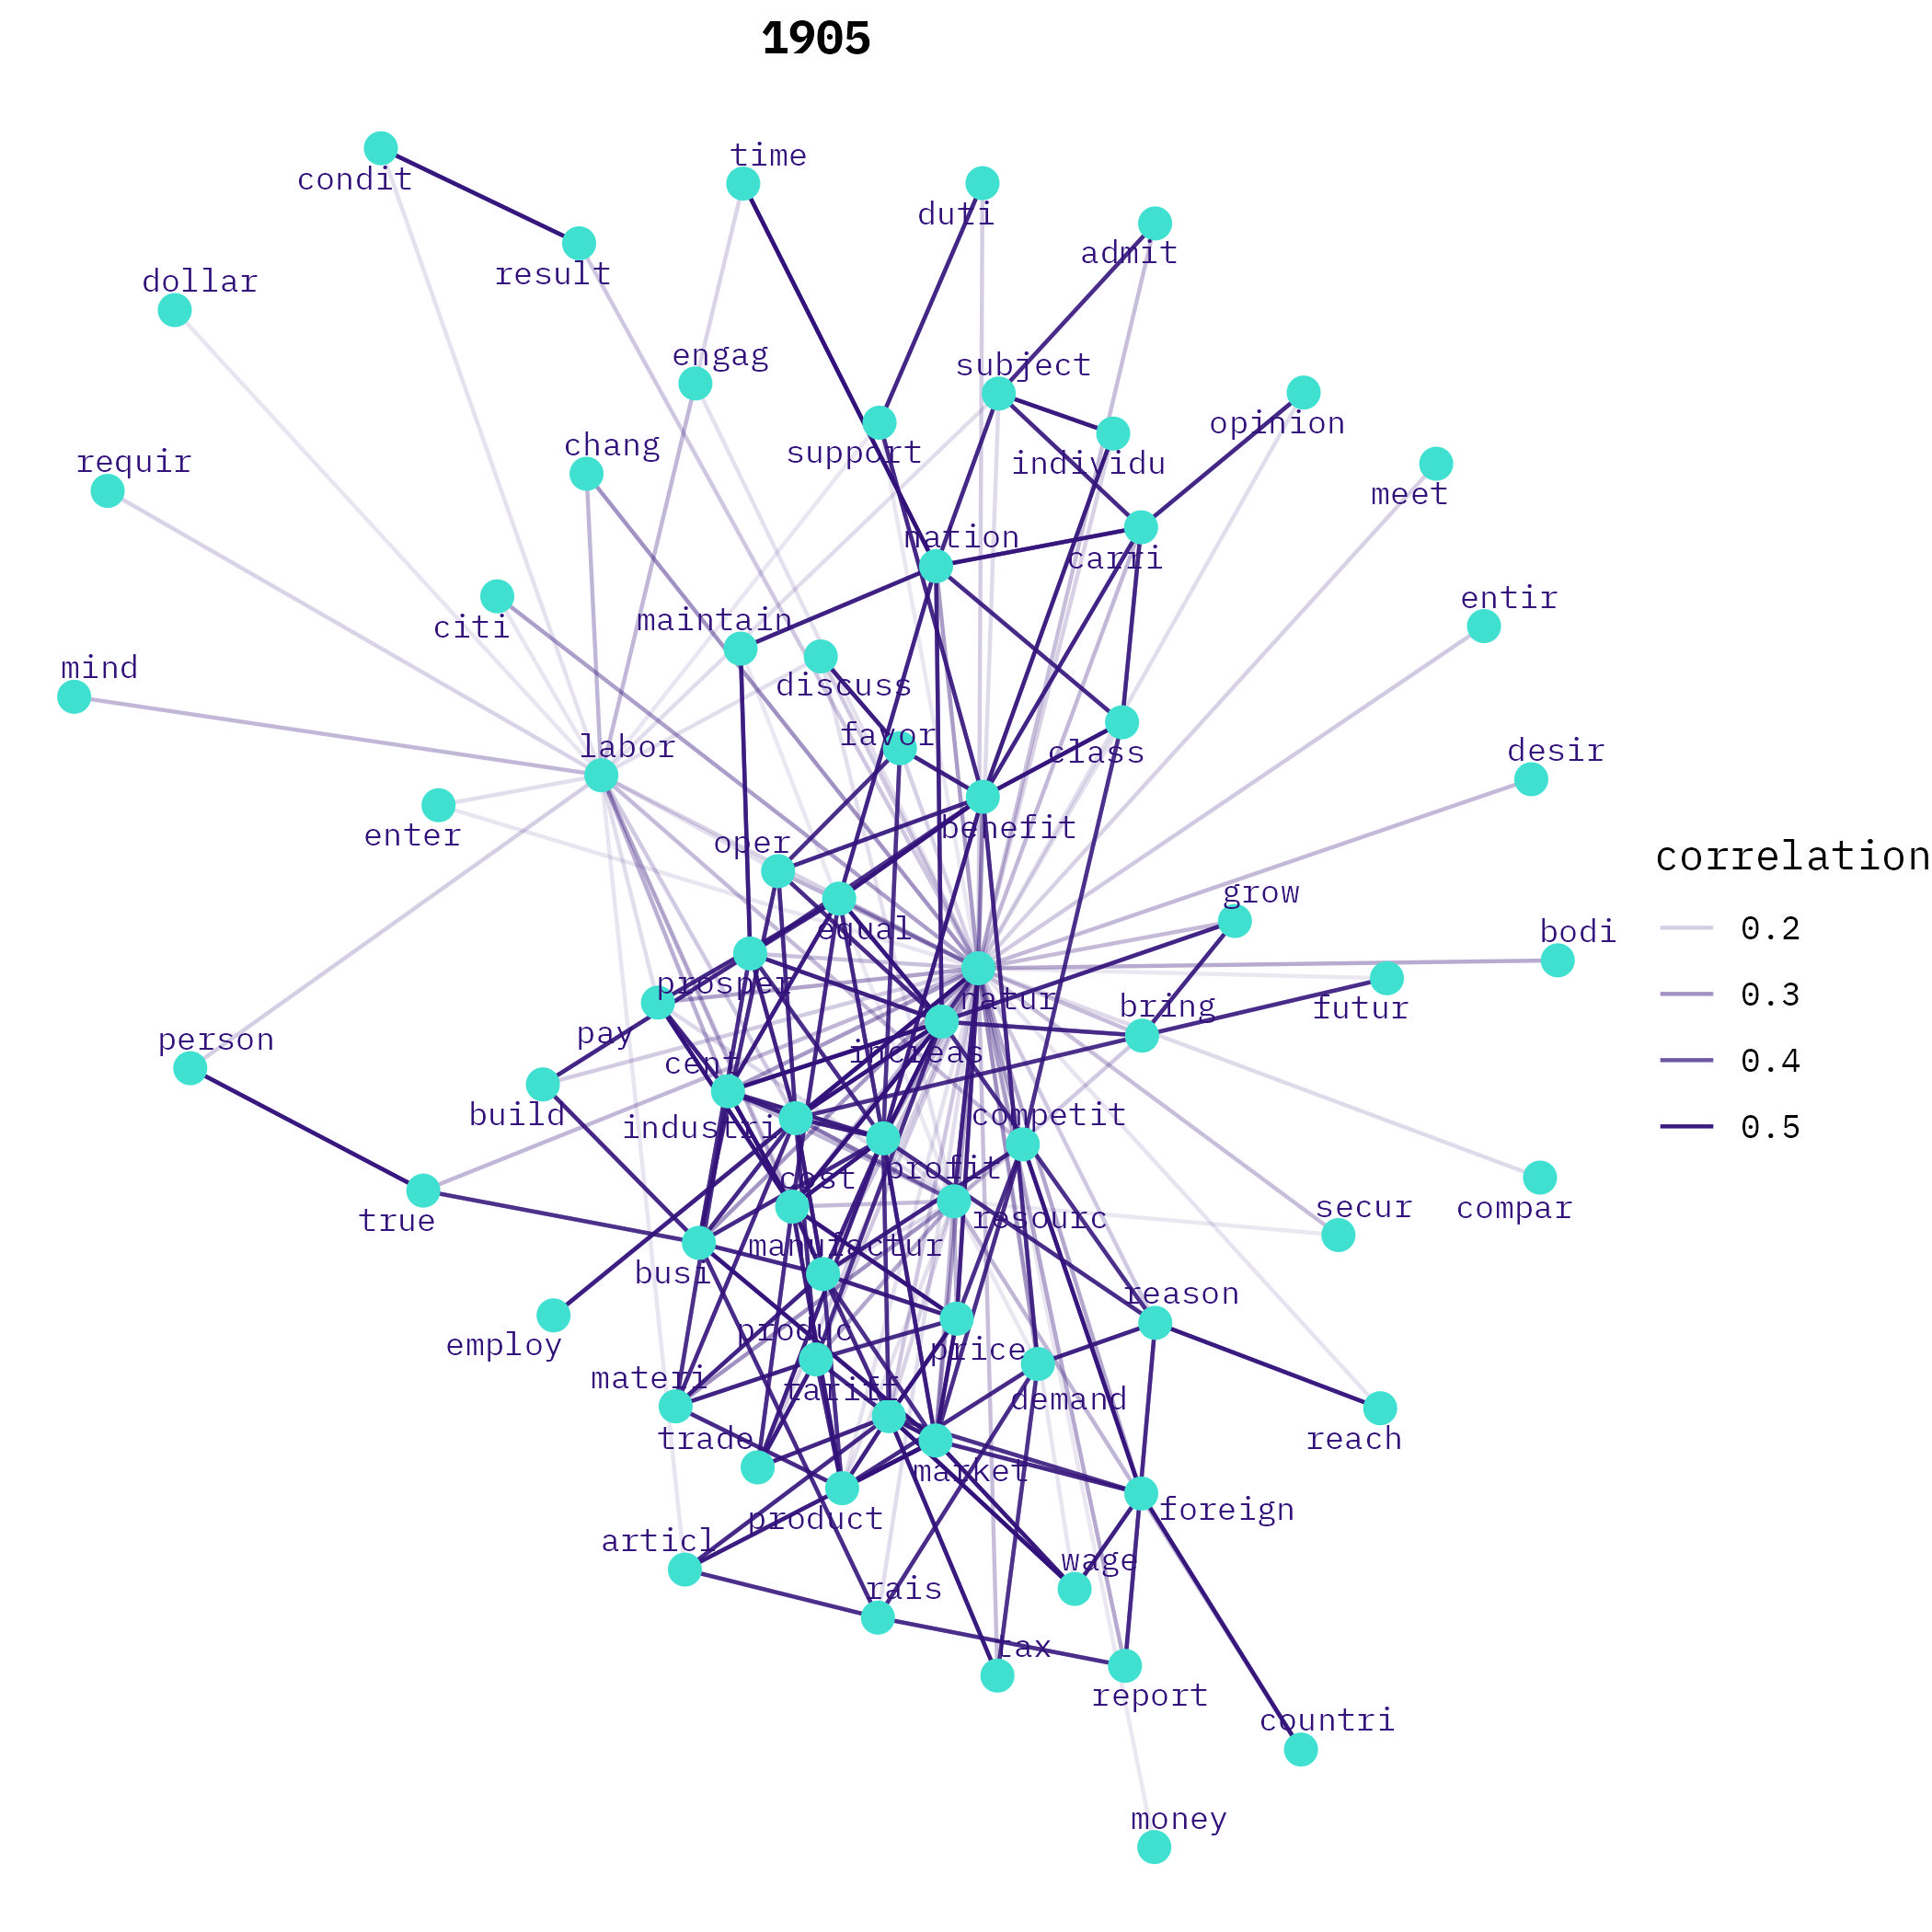 1905
time
condit
duti
admit
result
dollar
engag
subject
opinion
chang
support
individu
requir
meet
nation
carri
entir
maintain
citi
mind
discuss
favor
labor
class
desir
benefit
enter
oper
correlation
grow
equal
bodi
0.2
prosper
natur
bring
futur
0.3
pay
person
cent
increas
0.4
build
industri
competit
0.5
cost
profit
true
resourc
secur
compar
manufactur
busi
reason
employ
produc
price
materi
tariff
demand
trade
market
reach
product
foreign
articl
wage
rais
tax
report
countri
money